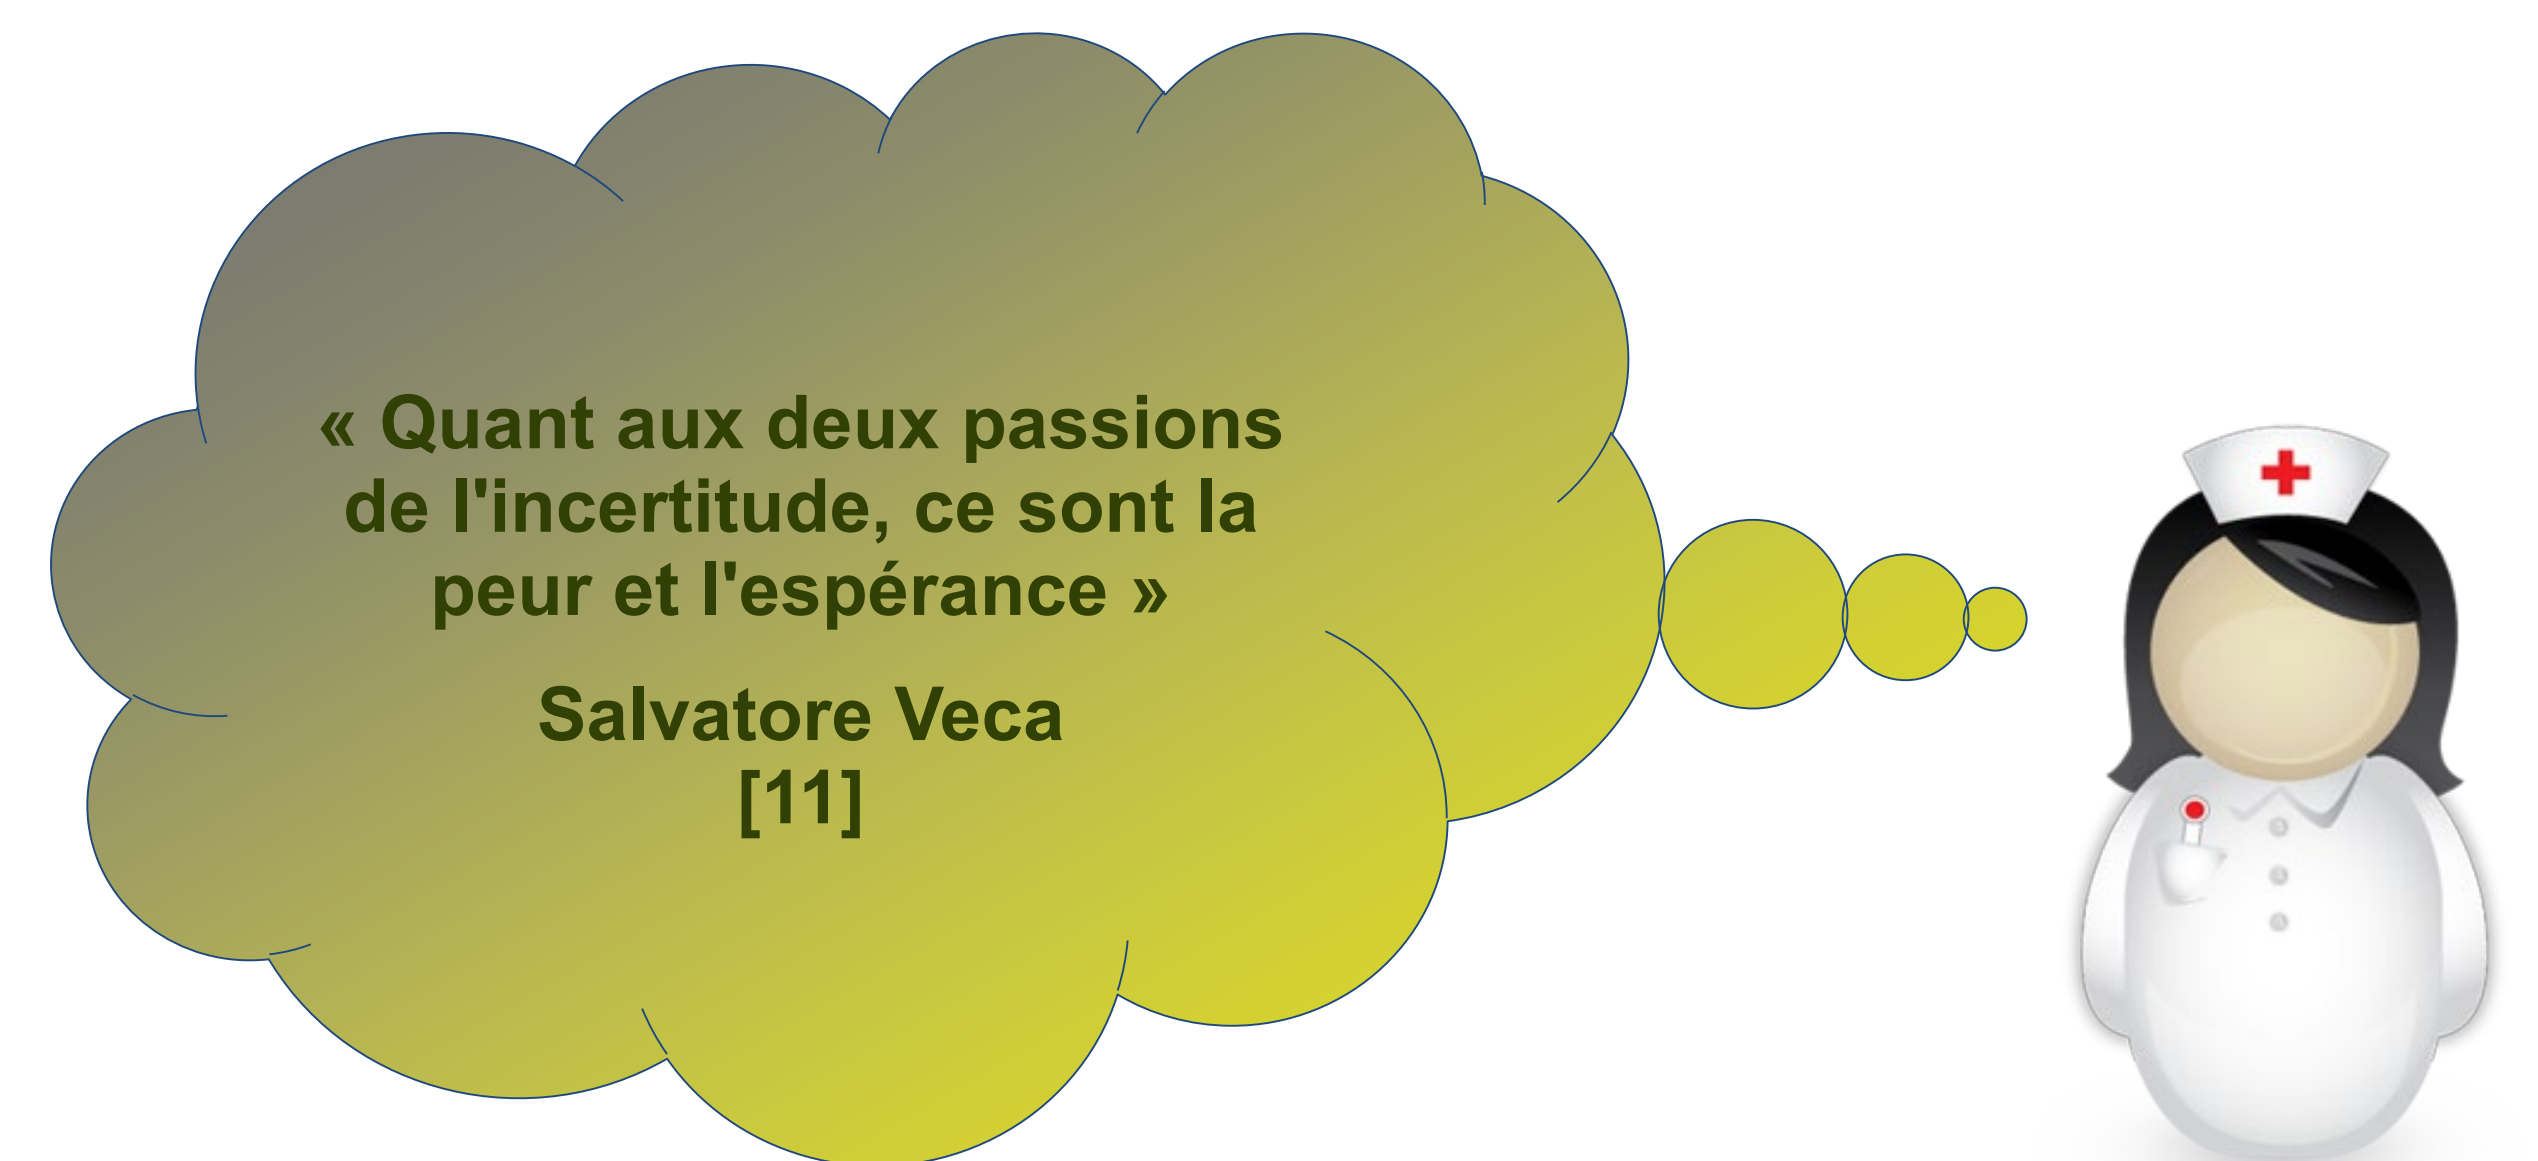 « Quant aux deux passions
de l'incertitude, ce sont la
peur et l'espérance »
Salvatore Veca
[11]